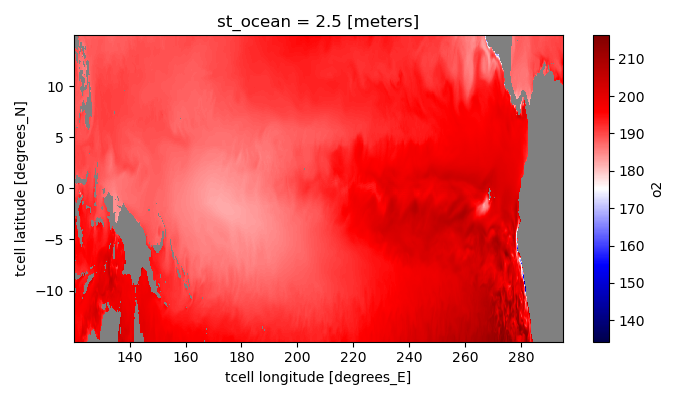 st_ocean = 2.5 [meters]
10
5
0
−5
−10
tcell latitude [degrees_N]
140 160 180 200 220 240 260 280
tcell longitude [degrees_E]
210
200
190
180
170
160
150
140
o2